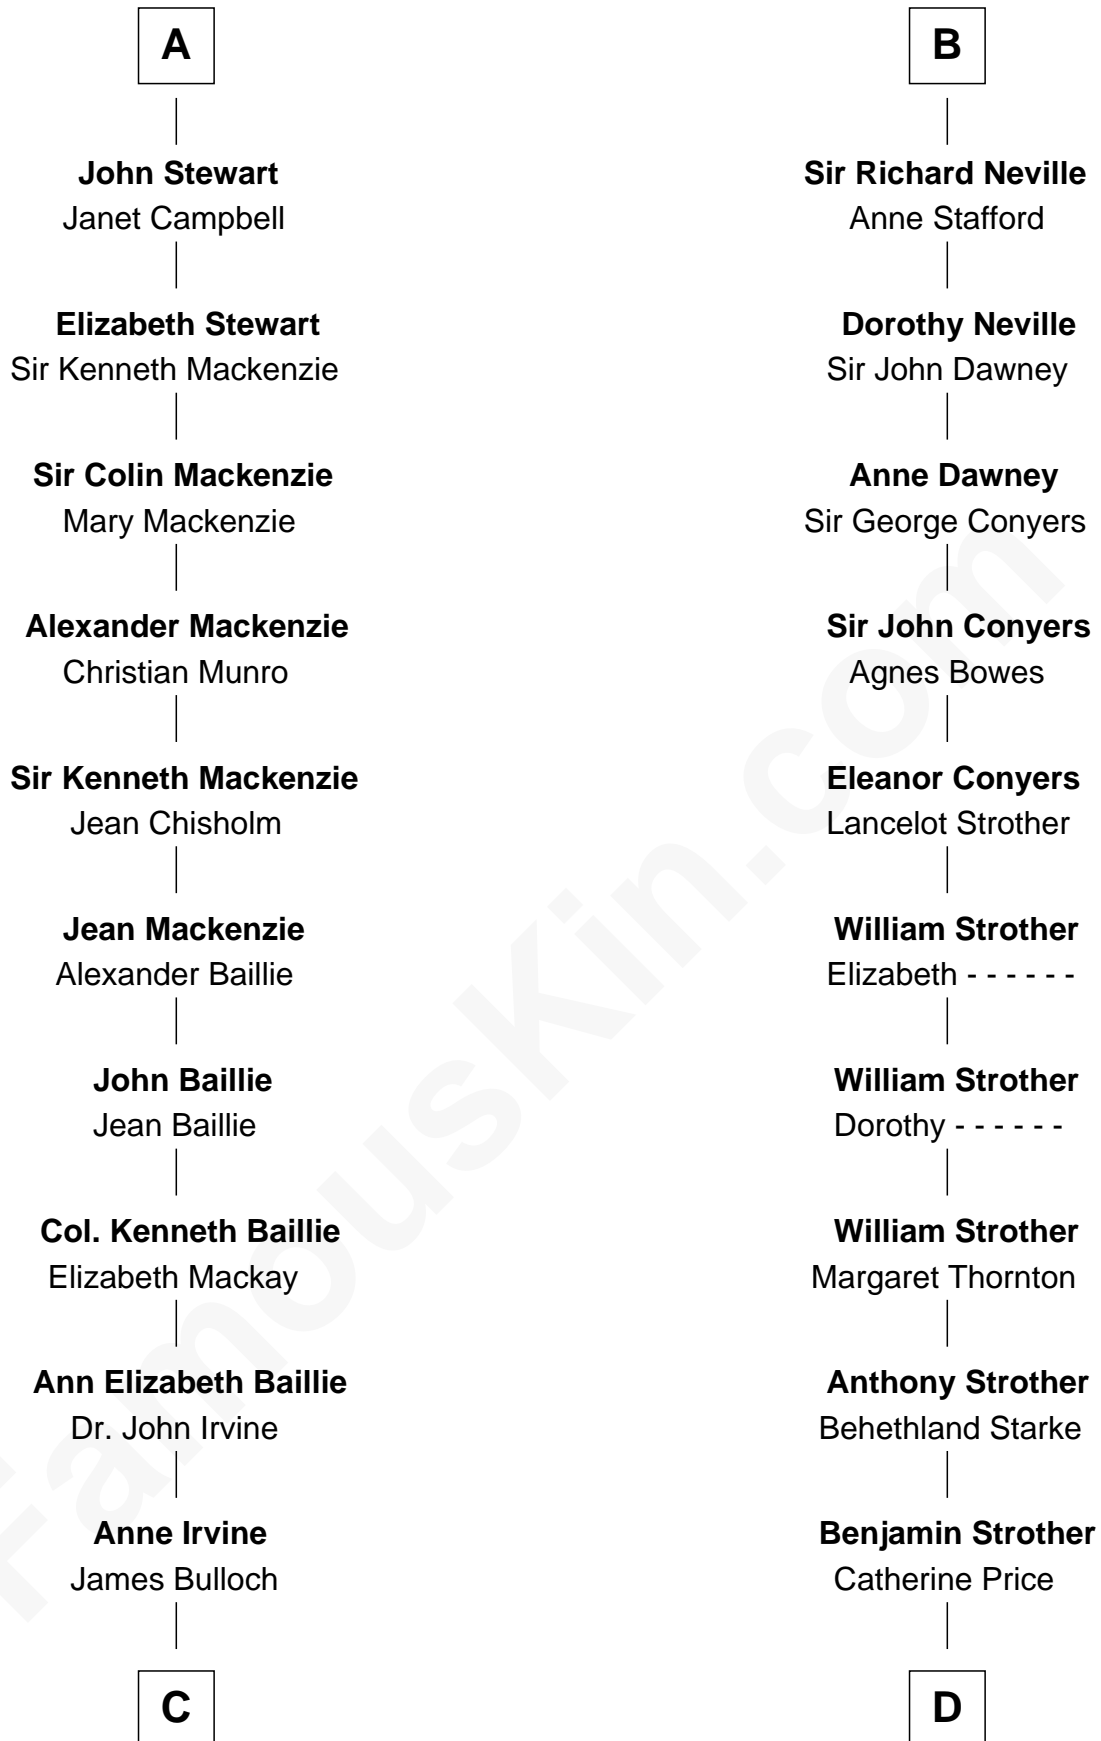 A
John Stewart
Janet Campbell
Elizabeth Stewart
Sir Kenneth Mackenzie
Sir Colin Mackenzie
Mary Mackenzie
Alexander Mackenzie
Christian Munro
Sir Kenneth Mackenzie
Jean Chisholm
Jean Mackenzie
Alexander Baillie
John Baillie
Jean Baillie
Col. Kenneth Baillie
Elizabeth Mackay
Ann Elizabeth Baillie
Dr. John Irvine
Anne Irvine
James Bulloch
C
B
Sir Richard Neville
Anne Stafford
Dorothy Neville
Sir John Dawney
Anne Dawney
Sir George Conyers
Sir John Conyers
Agnes Bowes
Eleanor Conyers
Lancelot Strother
William Strother
Elizabeth - - - - - -
William Strother
Dorothy - - - - - -
William Strother
Margaret Thornton
Anthony Strother
Behethland Starke
Benjamin Strother
Catherine Price
D
FamousKin.com